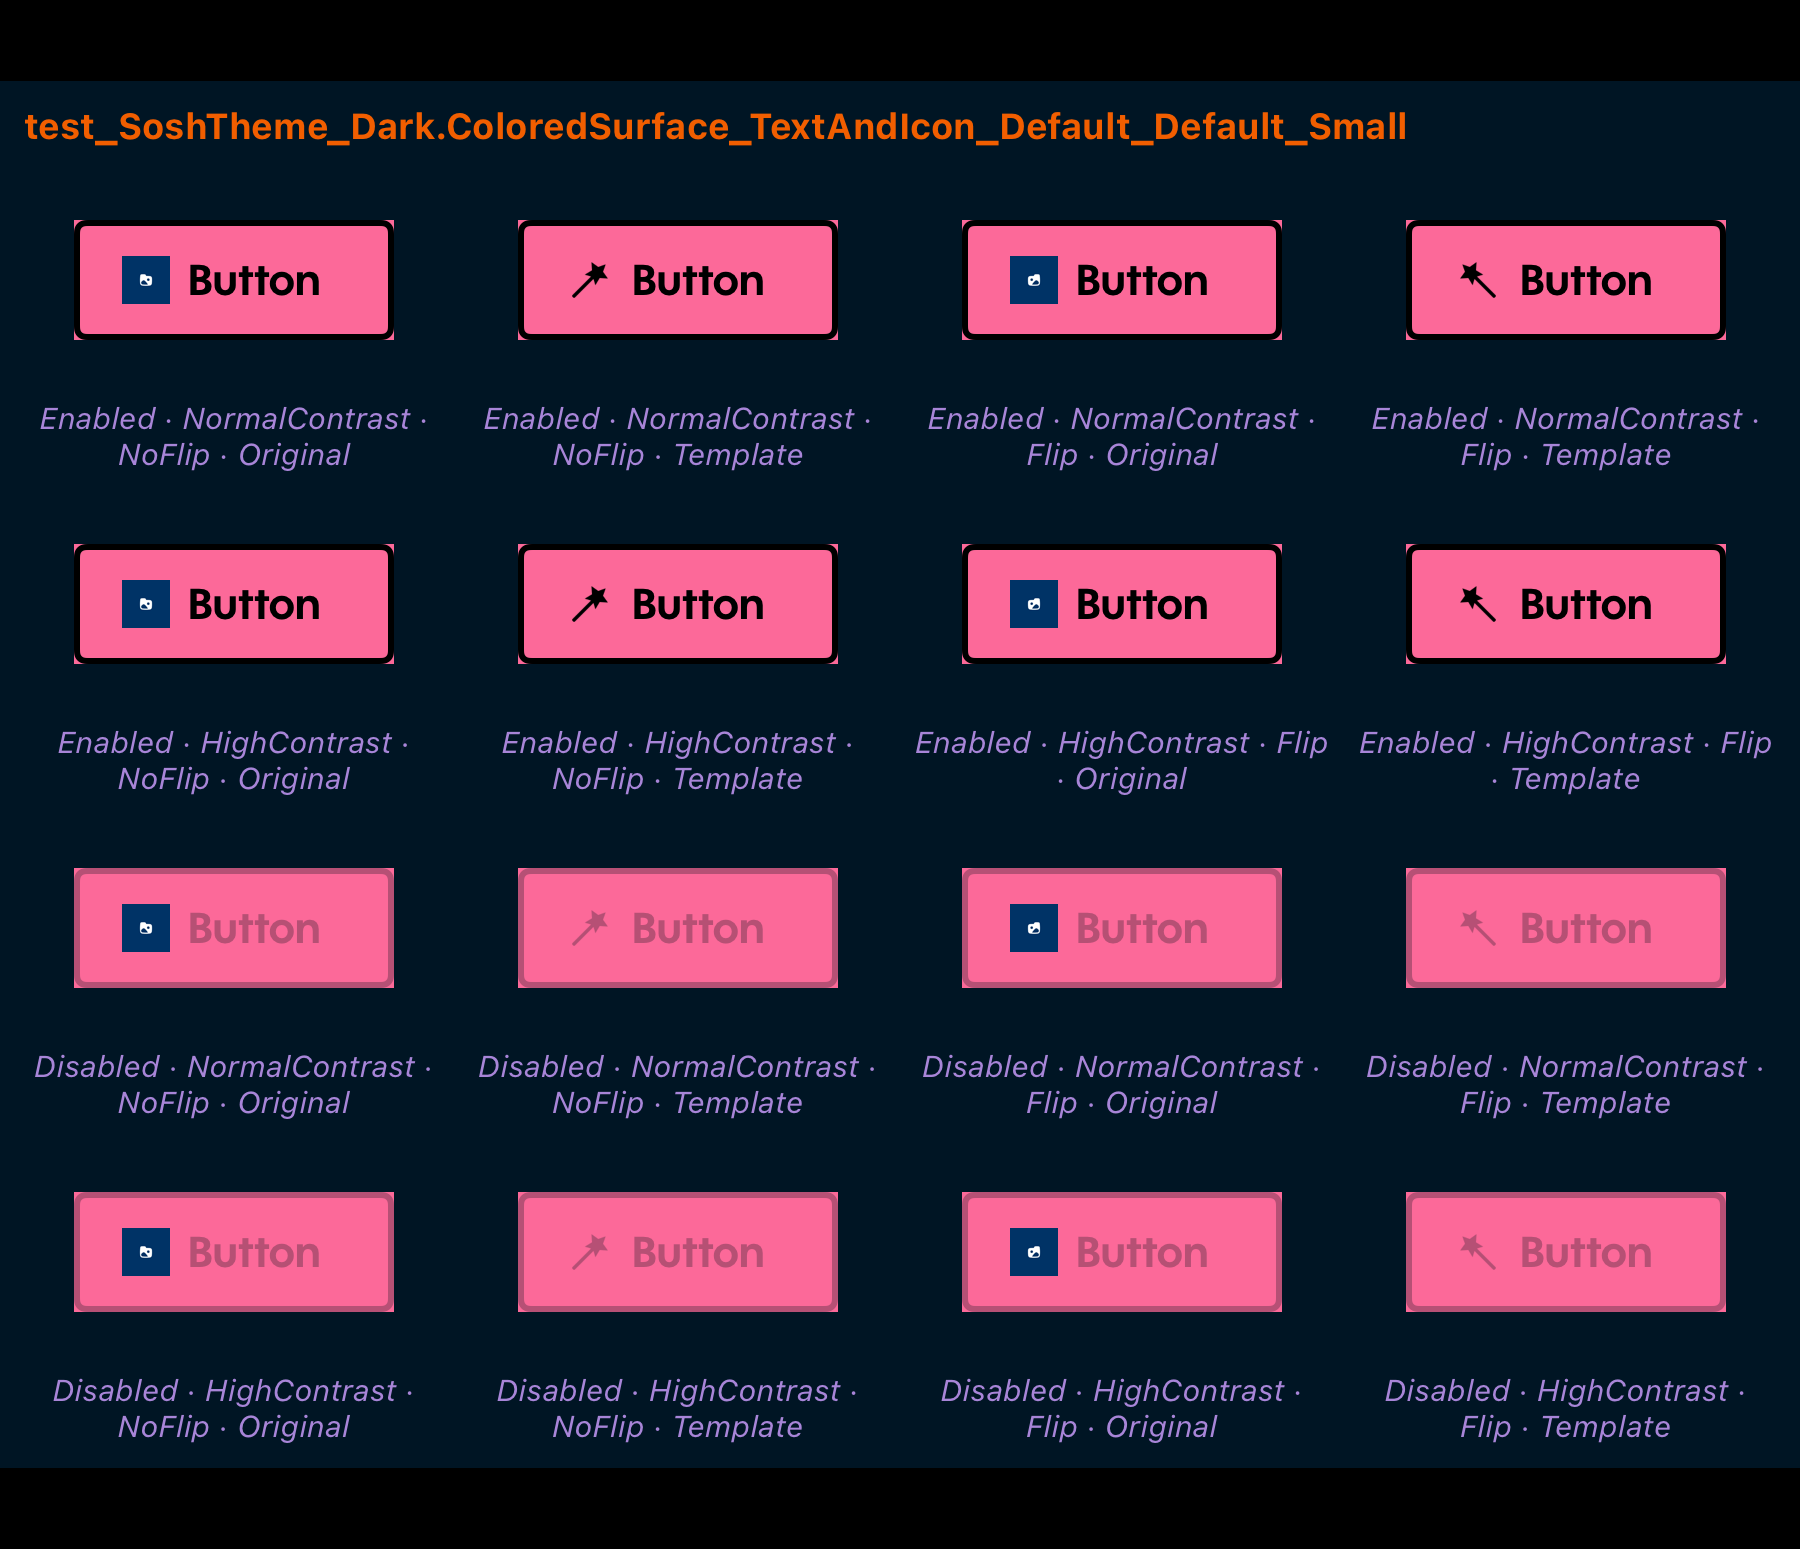 test_SoshTheme_Dark.ColoredSurface_TextAndIcon_Default_Default_Small
Button
Button
Button
Button
Enabled · NormalContrast ·
NoFlip · Original
Enabled · NormalContrast ·
NoFlip · Template
Enabled · NormalContrast ·
Flip · Original
Enabled · NormalContrast ·
Flip · Template
Button
Button
Button
Button
Enabled · HighContrast ·
NoFlip · Original
Enabled · HighContrast ·
NoFlip · Template
Enabled · HighContrast · Flip
· Original
Enabled · HighContrast · Flip
· Template
Button
Button
Button
Button
Disabled · NormalContrast ·
NoFlip · Original
Disabled · NormalContrast ·
NoFlip · Template
Disabled · NormalContrast ·
Flip · Original
Disabled · NormalContrast ·
Flip · Template
Button
Button
Button
Button
Disabled · HighContrast ·
NoFlip · Original
Disabled · HighContrast ·
NoFlip · Template
Disabled · HighContrast ·
Flip · Original
Disabled · HighContrast ·
Flip · Template